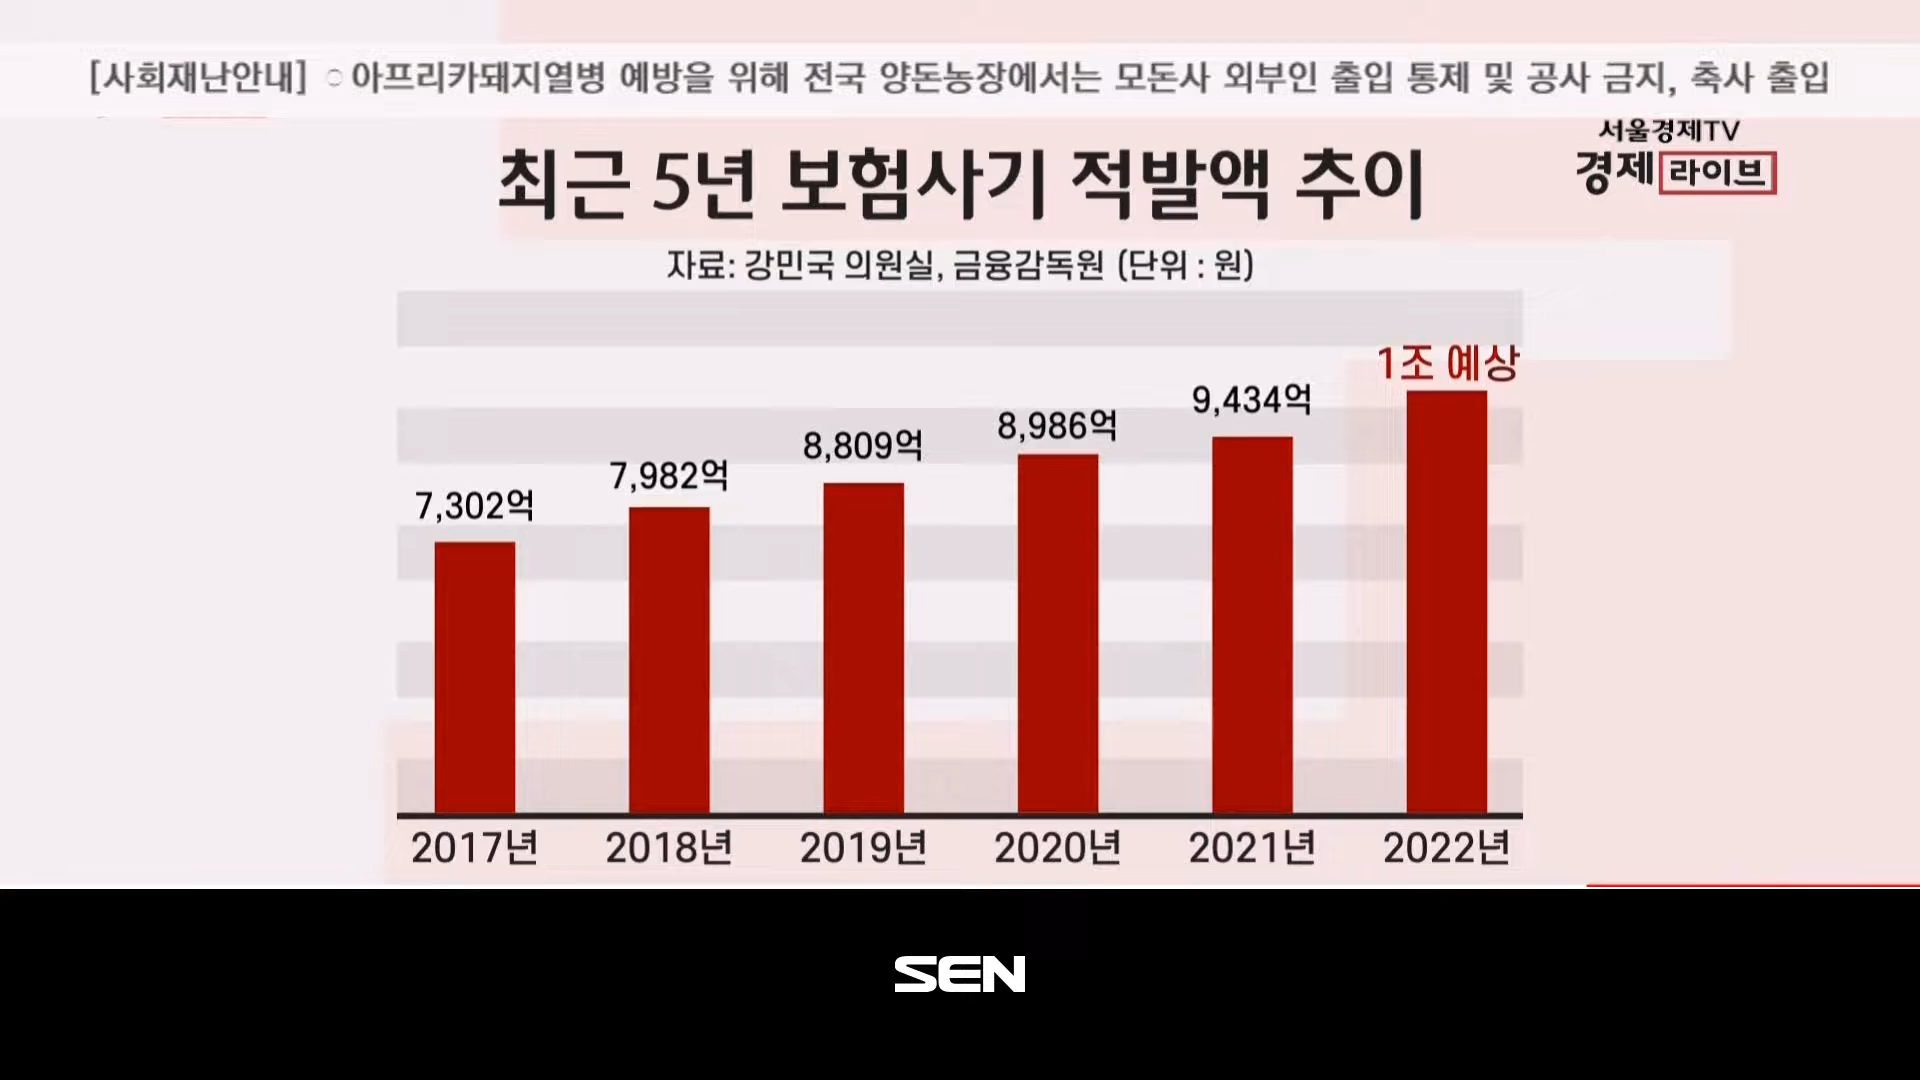 [사회재난안내] ○ 아프리카돼지열병 예방을 위해 전국 양돈농장에서는 모돈사 외부인 출입 통제 및 공사 금지, 축사 출입
서울경제TV
경제 라이브
최근 5년 보험사기 적발액 추이
자료: 강민국 의원실, 금융감독원 (단위 : 원)
7,302억
7,982억
8,809억
8,986억
9,434억
1조 예상
2017년
2018년
2019년
2020년
2021년
2022년
SEN